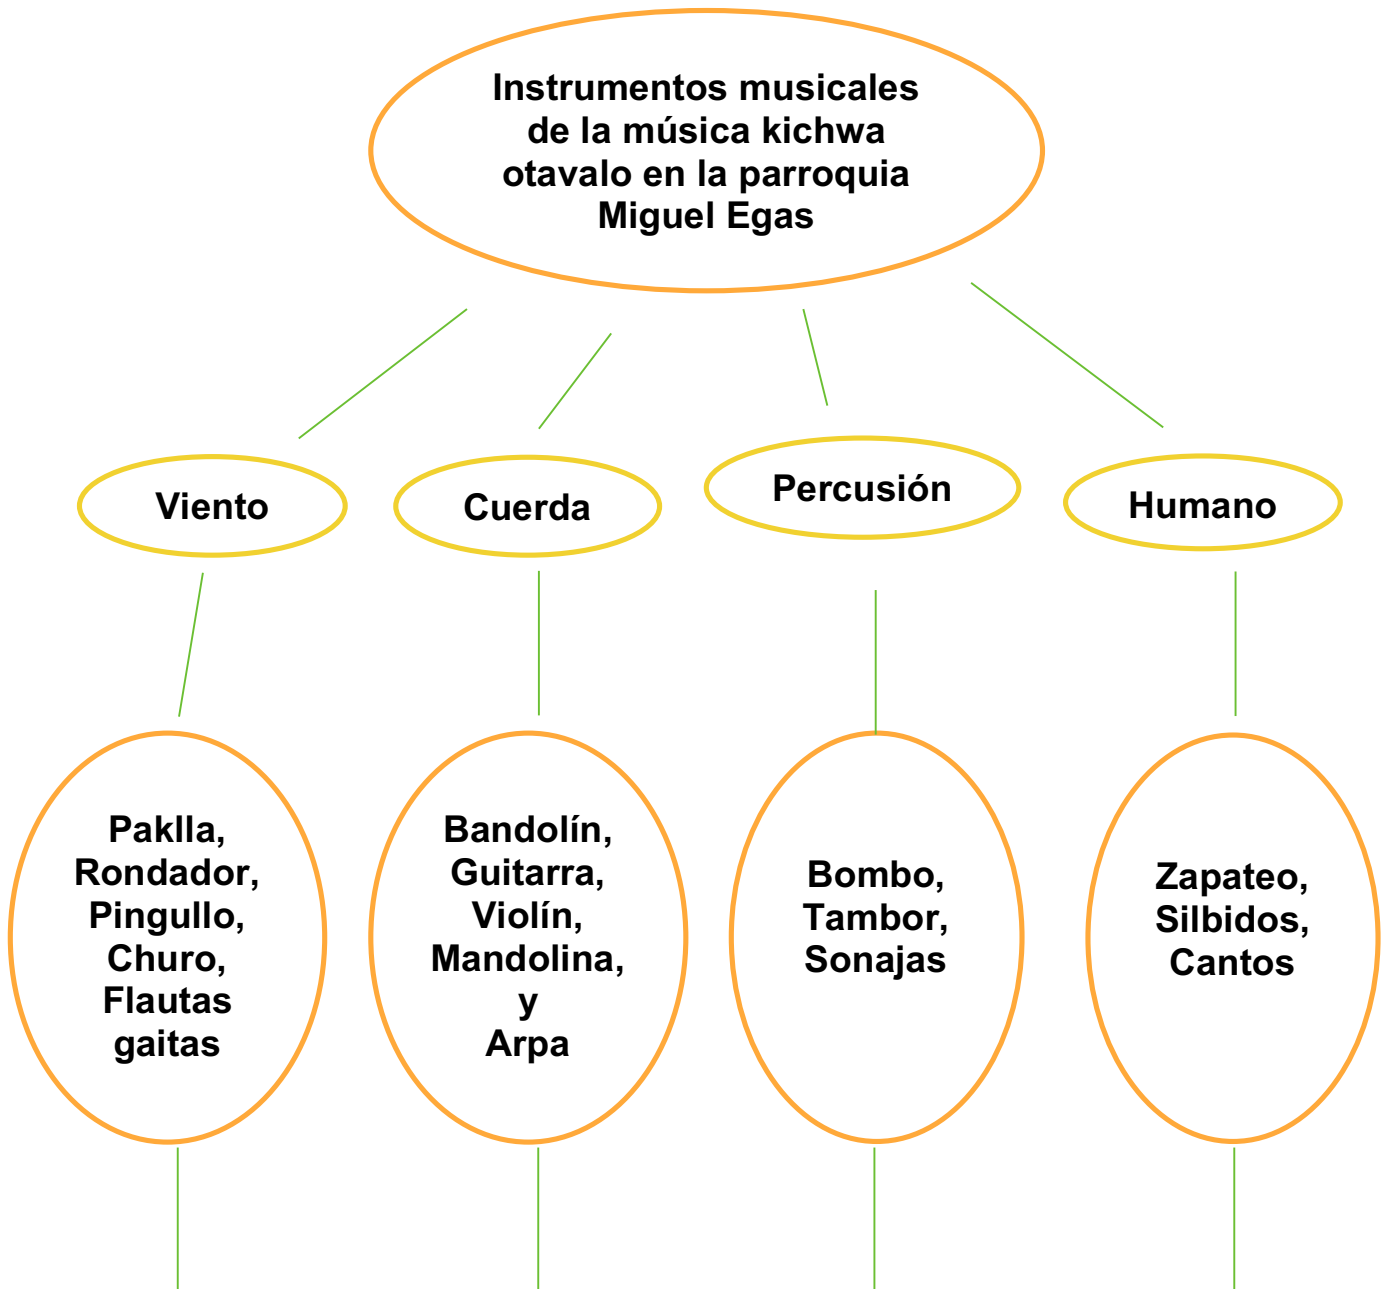 Instrumentos musicales
de la música kichwa
otavalo en la parroquia
Miguel Egas
Viento
Cuerda
Percusión
Humano
Paklla,
Rondador,
Pingullo,
Churo,
Flautas
gaitas
Bandolín,
Guitarra,
Violín,
Mandolina,
y
Arpa
Bombo,
Tambor,
Sonajas
Zapateo,
Silbidos,
Cantos